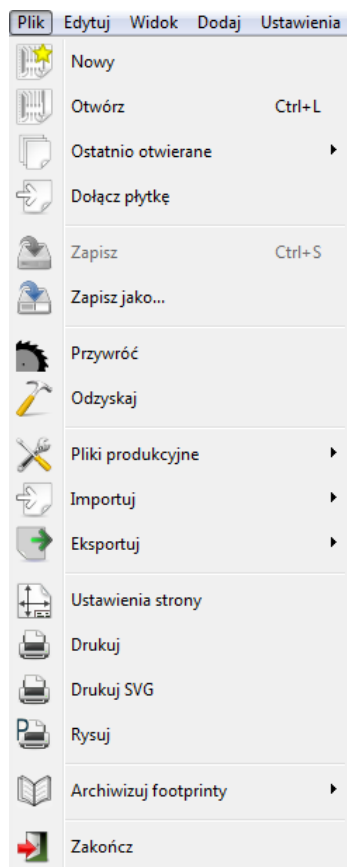 Plik Edytuj Widok Dodaj Ustawienia
Nowy
Otwórz Ctrl+L
Ostatnio otwierane
Dołącz płytkę
Zapisz Ctrl+S
Zapisz jako...
Przywróć
Odzyskaj
Pliki produkcyjne
Importuj
Eksportuj
Ustawienia strony
Drukuj
Drukuj SVG
Rysuj
Archiwizuj footprinty
Zakończ